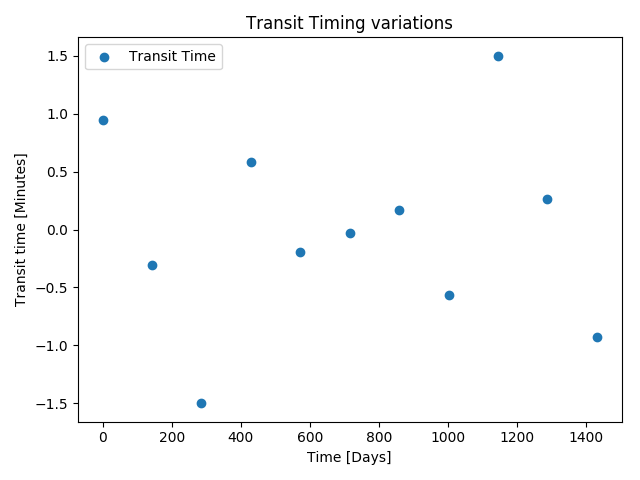 Transit Timing variations
Transit Time
1.5
1.0
0.5
0.0
−0.5
−1.0
−1.5
Transit time [Minutes]
0 200 400 600 800 1000 1200 1400
Time [Days]